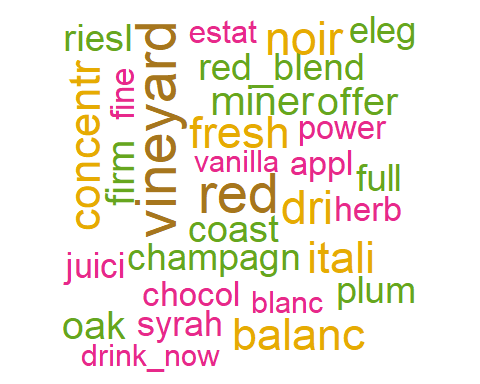 riesl
estat
noir
eleg
concentr
fine
vineyard
red_blend
miner
offer
firm
fresh
power
vanilla
appl
full
red
dri
herb
coast
juici
champagn
itali
chocol
blanc
plum
oak
syrah
balanc
drink_now